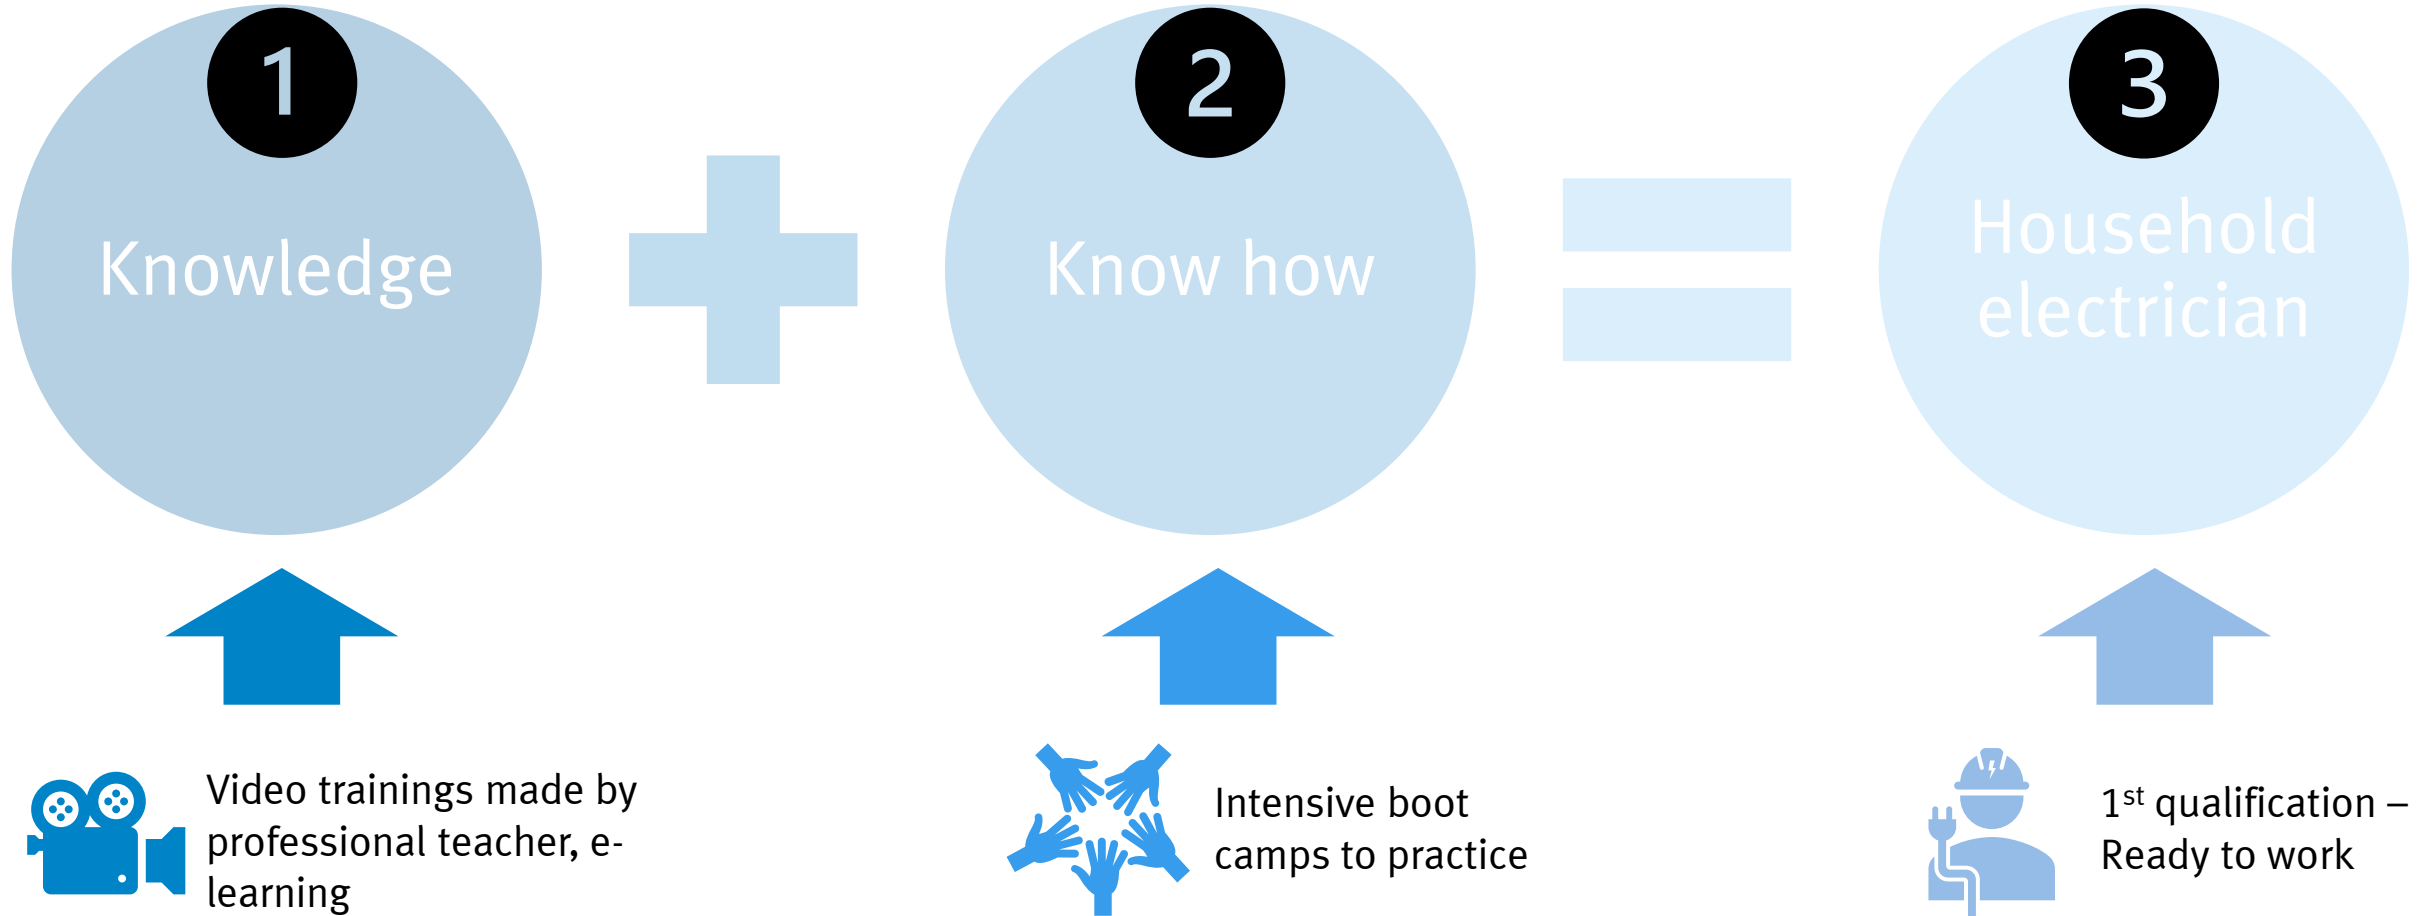 1
Knowledge
2
Know how
3
Household
electrician
Video trainings made by
professional teacher, e-
learning
Intensive boot
camps to practice
1st qualification –
Ready to work